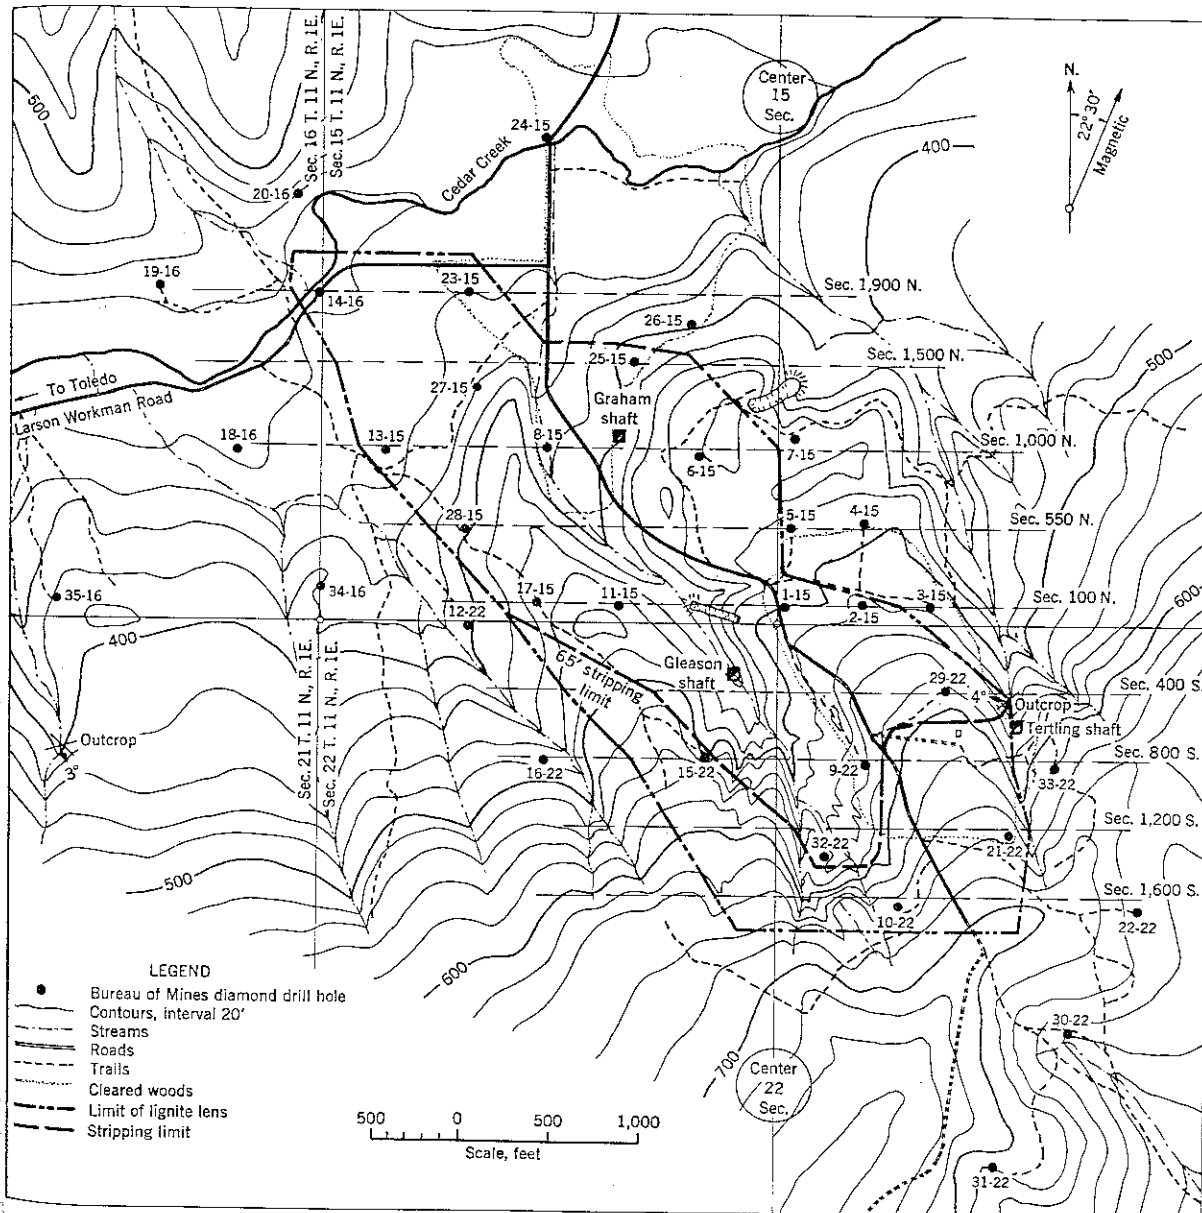 Center
15
Sec.
N.
22° 30'
Magnetic
500
Sec. 16 T. 11 N., R. 1E.
Sec. 15 T. 11 N., R. 1E.
24-15
Cedar Creek
400
20-16
19-16
14-16
23-15
Sec. 1,900 N.
26-15
25-15
Sec. 1,500 N.
500
To Toledo
Larson Workman Road
27-15
Graham
shaft
18-16
13-15
8-15
6-15
7-15
Sec. 1,000 N.
28-15
5-15
4-15
Sec. 550 N.
35-16
34-16
12-22
17-15
11-15
1-15
2-15
3-15
Sec. 100 N.
600
400
65' stripping
limit
Gleason
shaft
29-22
4°
Sec. 400 S.
Outcrop
Tertling shaft
Outcrop
3°
Sec. 21 T. 11 N., R. 1E.
Sec. 22 T. 11 N., R. 1E.
16-22
15-22
9-22
33-22
Sec. 800 S.
32-22
21-22
Sec. 1,200 S.
500
10-22
22-22
Sec. 1,600 S.
600
30-22
700
Center
22
Sec.
31-22
LEGEND
Bureau of Mines diamond drill hole
Contours, interval 20'
Streams
Roads
Trails
Cleared woods
Limit of lignite lens
Stripping limit
500 0 500 1,000
Scale, feet